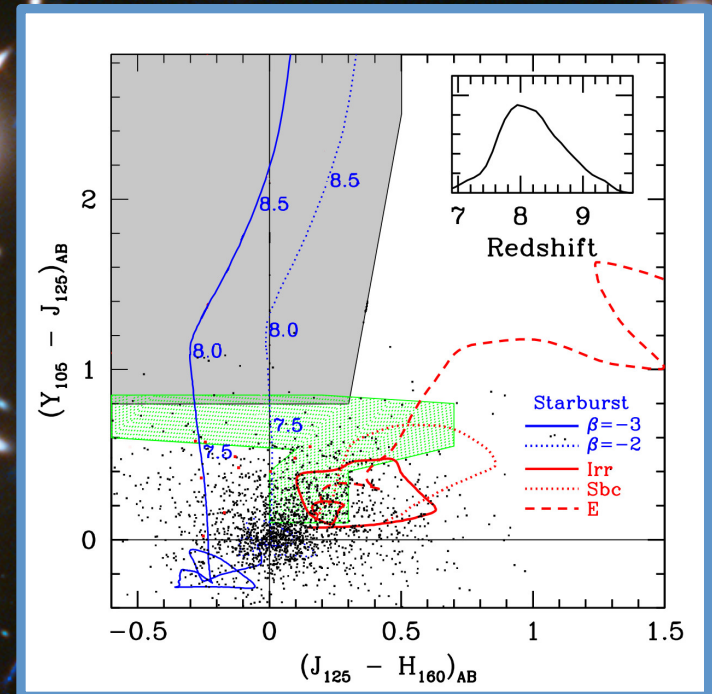 7 8 9
Redshift
8.5
8.5
8.0
8.0
7.5
7.5
Starburst
β=−3
β=−2
Irr
Sbc
E
2
1
0
(Y105 − J125)AB
−0.5 0 0.5 1 1.5
(J125 − H160)AB